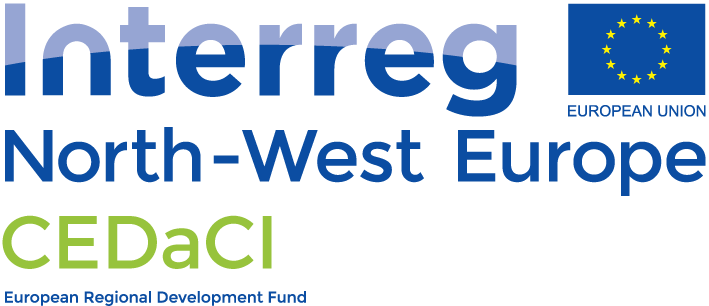 Interreg
EUROPEAN UNION
North-West Europe
CEDaCI
European Regional Development Fund